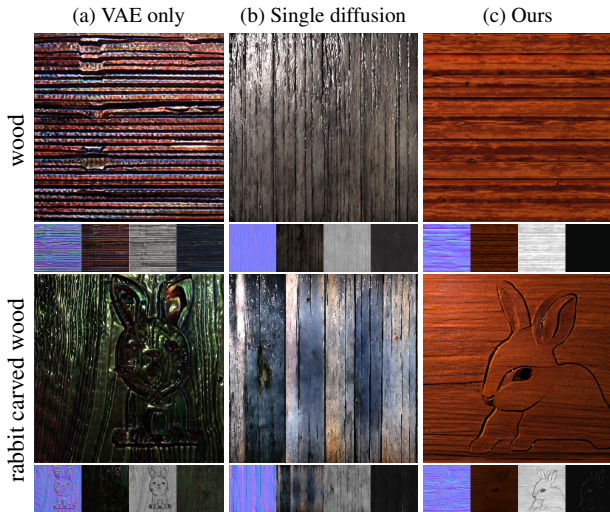 (a) VAE only
(b) Single diffusion
(c) Ours
wood
rabbit carved wood